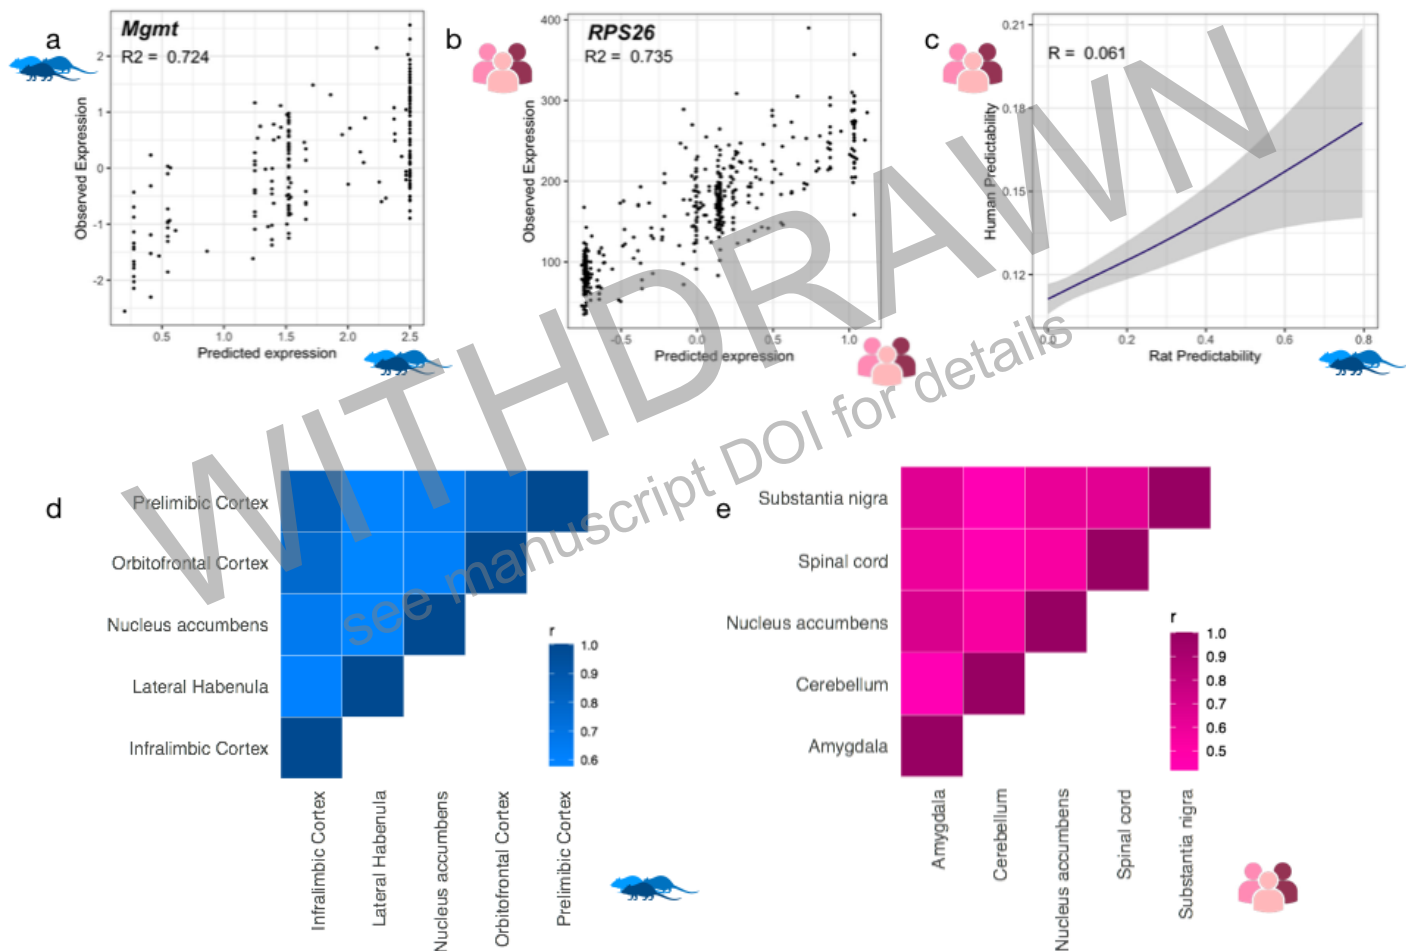 a
Mgmt
R2 = 0.724
Observed Expression
2
1
0
-1
-2
0.5
1.0
1.5
2.0
2.5
Predicted expression
b
RPS26
R2 = 0.735
Observed Expression
400
300
200
100
-0.5
0.0
0.5
1.0
Predicted expression
c
R = 0.061
Human Predictability
0.21
0.18
0.15
0.12
0.0
0.2
0.4
0.6
0.8
Rat Predictability
WITHDRAWN
see manuscript DOI for details
d
Prelimibic Cortex
Orbitofrontal Cortex
Nucleus accumbens
Lateral Habenula
Infralimbic Cortex
Infralimbic Cortex
Lateral Habenula
Nucleus accumbens
Orbitofrontal Cortex
Prelimibic Cortex
r
1.0
0.9
0.8
0.7
0.6
e
Substantia nigra
Spinal cord
Nucleus accumbens
Cerebellum
Amygdala
Amygdala
Cerebellum
Nucleus accumbens
Spinal cord
Substantia nigra
r
1.0
0.9
0.8
0.7
0.6
0.5